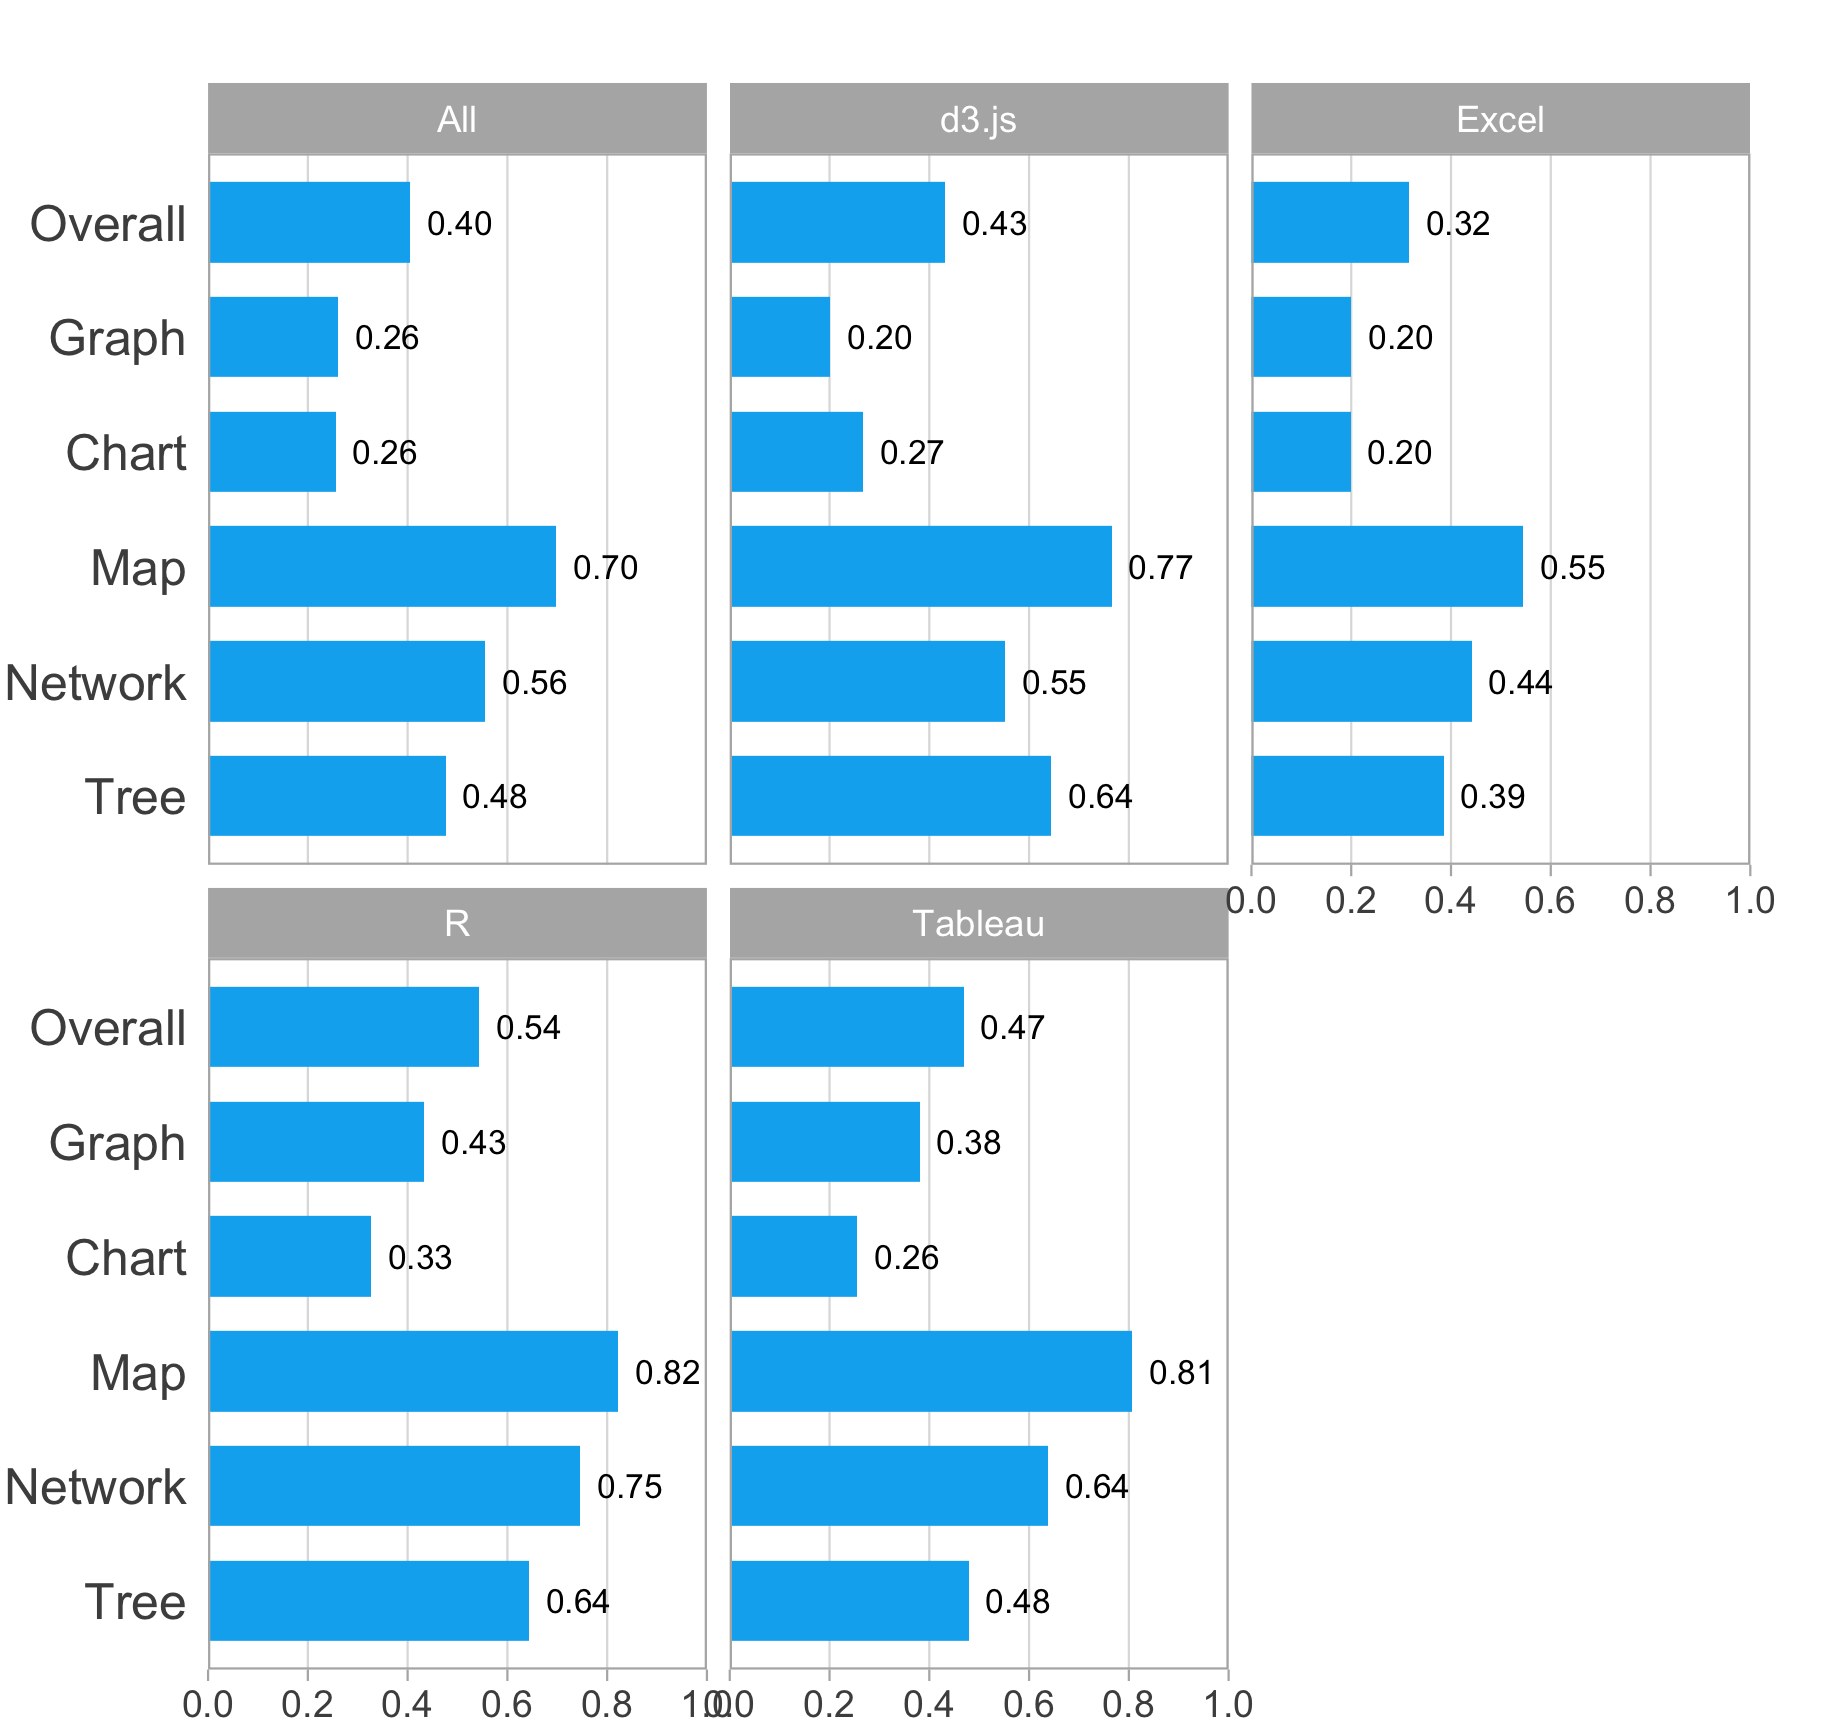 All d3.js Excel
Overall 0.40 0.43 0.32
Graph 0.26 0.20 0.20
Chart 0.26 0.27 0.20
Map 0.70 0.77 0.55
Network 0.56 0.55 0.44
Tree 0.48 0.64 0.39
0.0 0.2 0.4 0.6 0.8 1.0
R Tableau
Overall 0.54 0.47
Graph 0.43 0.38
Chart 0.33 0.26
Map 0.82 0.81
Network 0.75 0.64
Tree 0.64 0.48
0.0 0.2 0.4 0.6 0.8 1.0 0.0 0.2 0.4 0.6 0.8 1.0